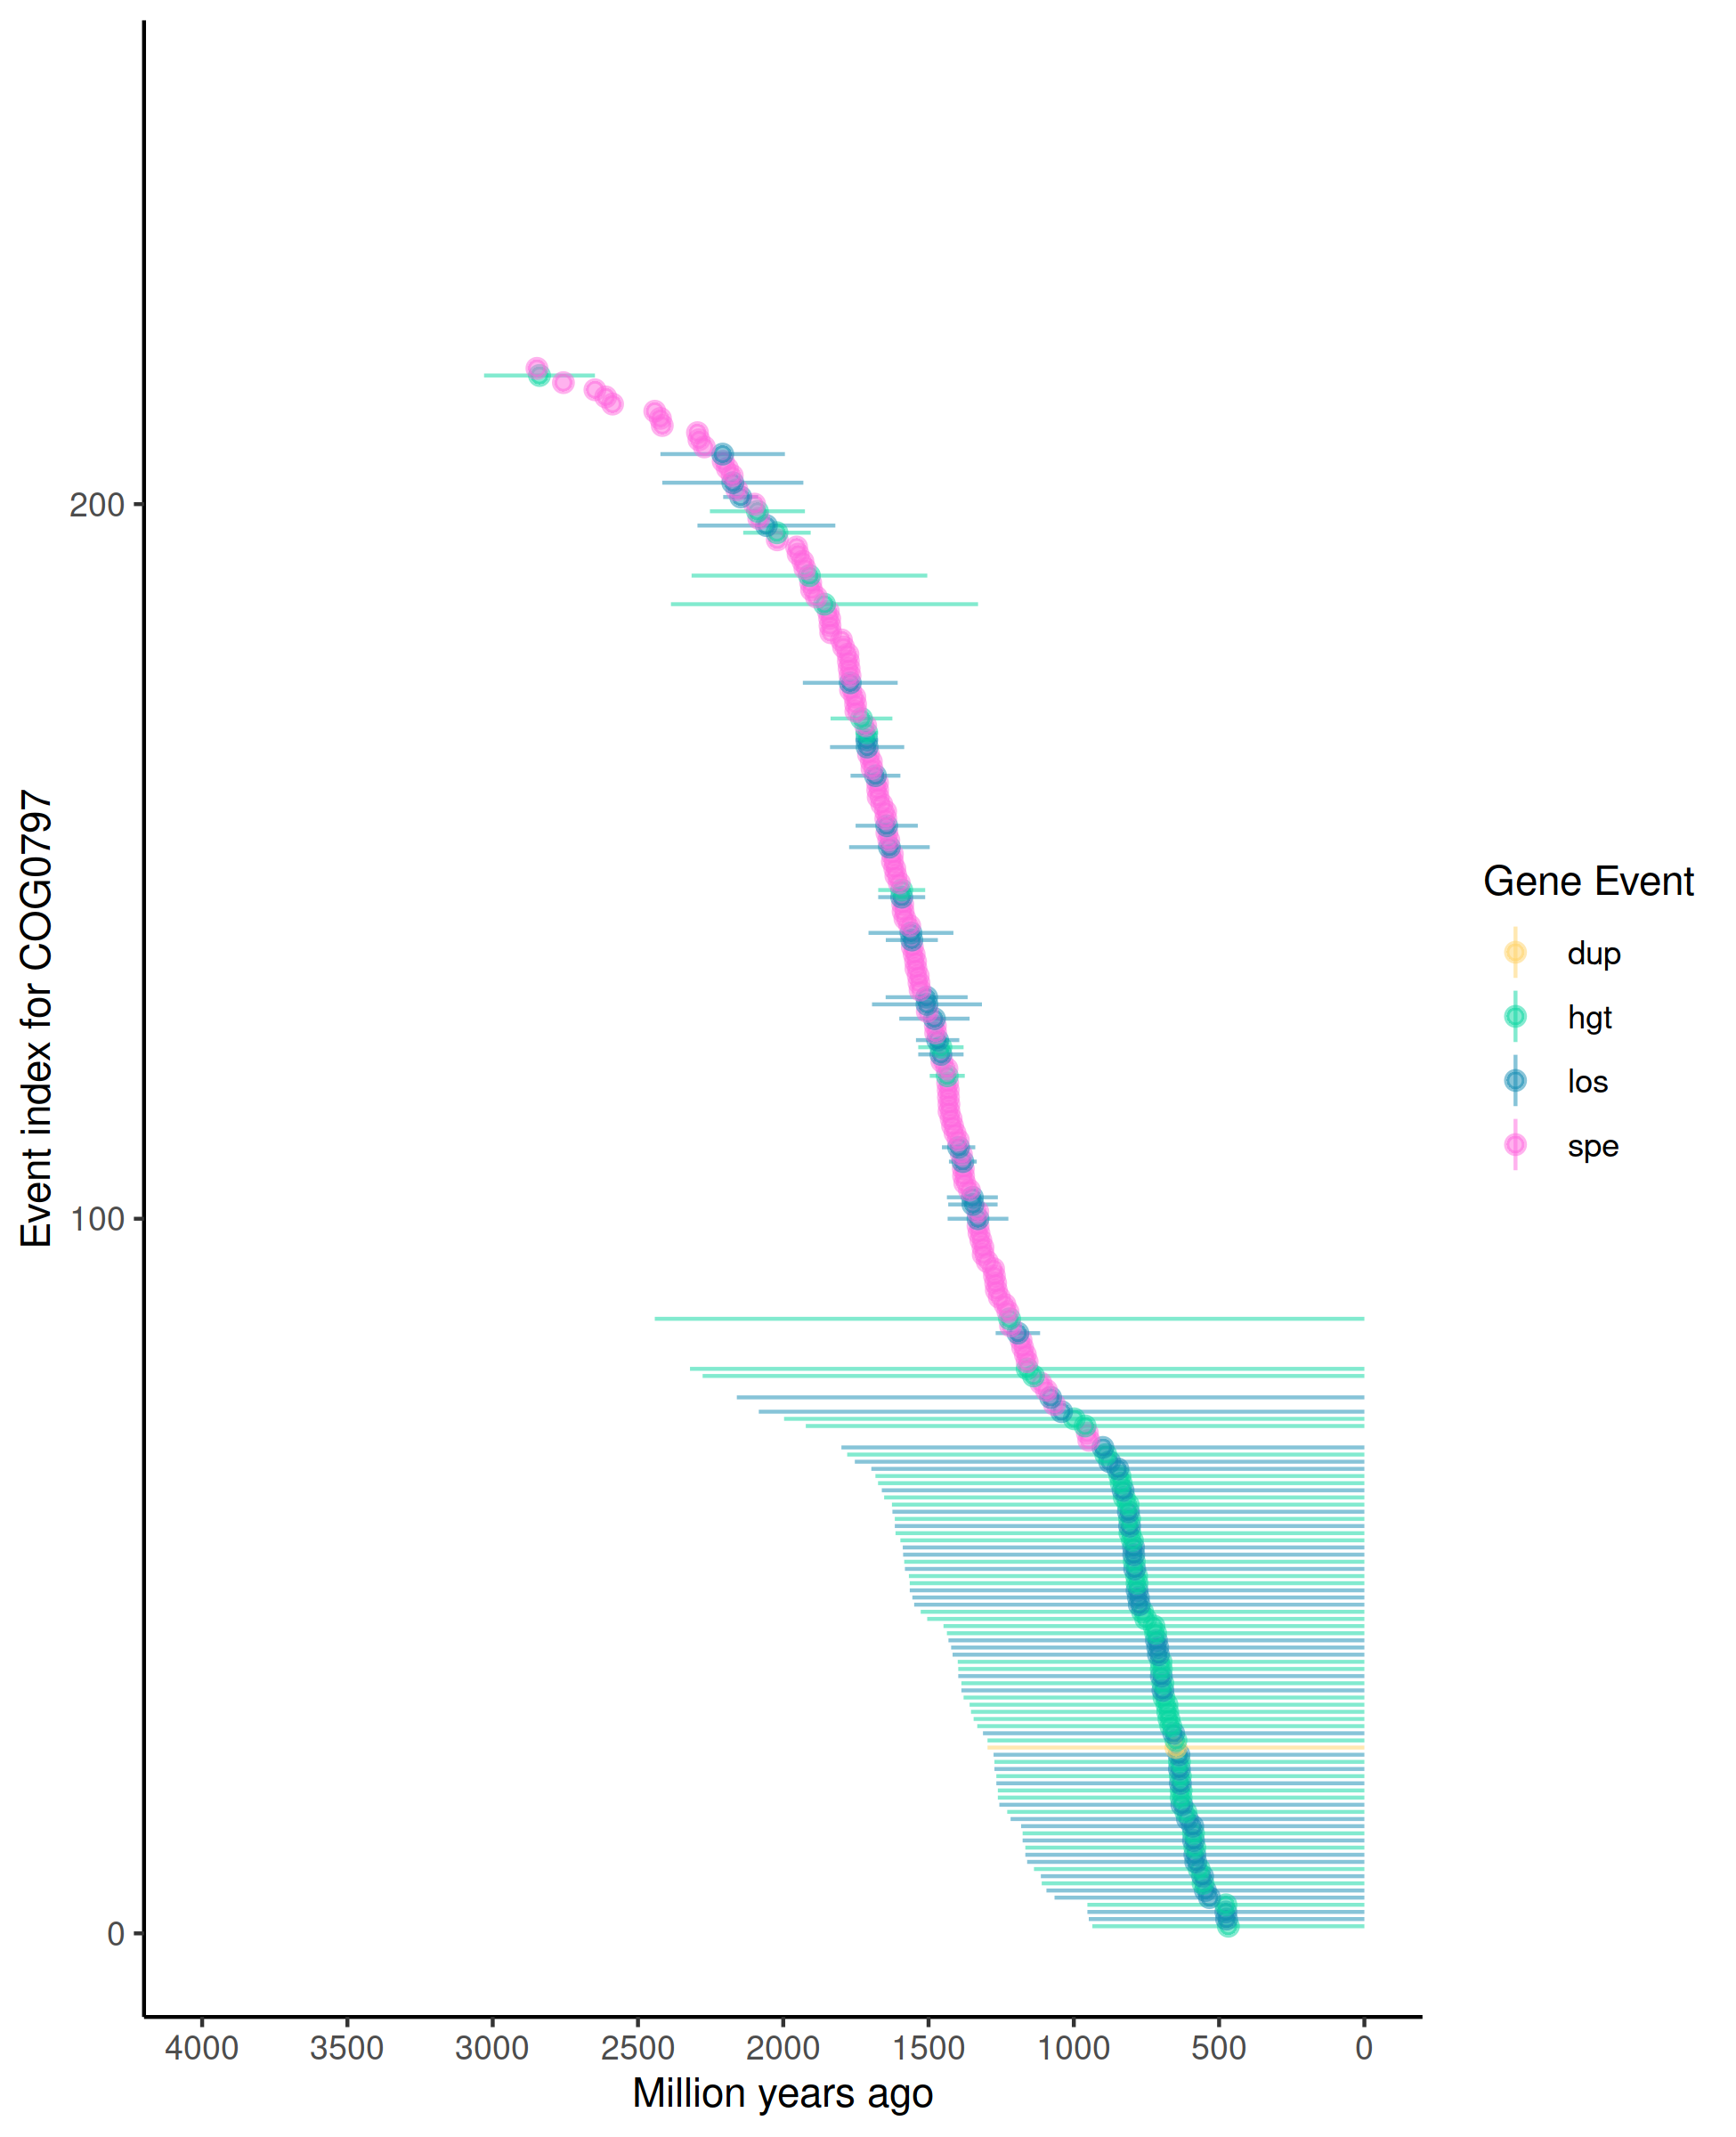 Event index for COG0797
200
100
0
4000 3500 3000 2500 2000 1500 1000 500 0
Million years ago
Gene Event
dup
hgt
los
spe